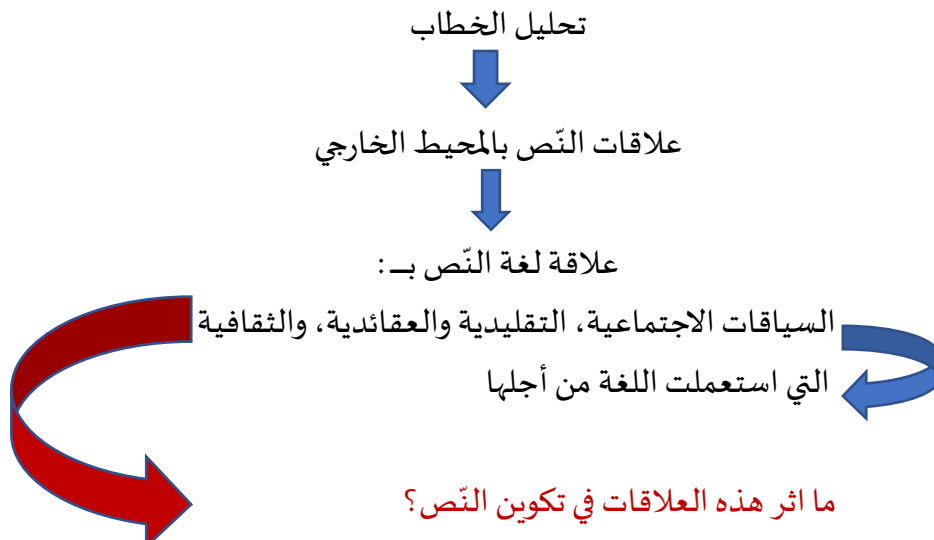 تحليل الخطاب
علاقات النّص بالمحيط الخارجي
علاقة لغة النّص بــ :
السياقات الاجتماعية، التقليدية والعقائدية، والثقافية
التي استعملت اللغة من أجلها
ما اثر هذه العلاقات في تكوين النّص؟